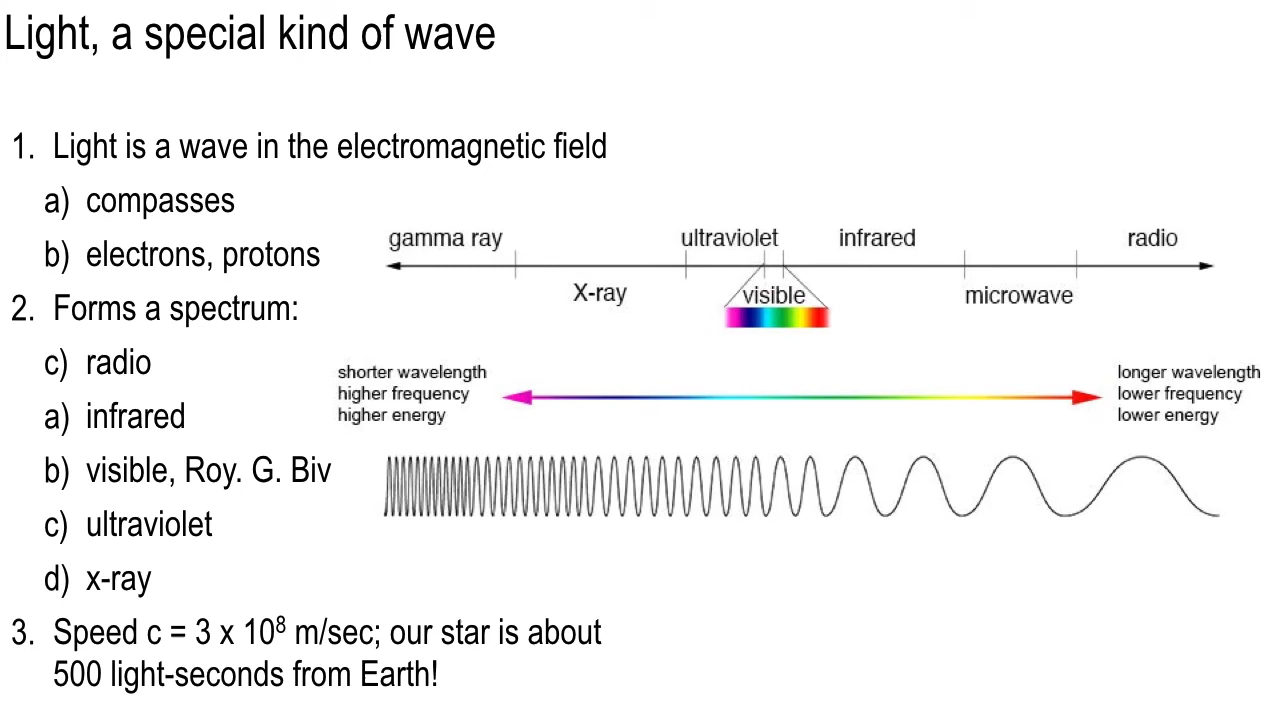 Light, a special kind of wave
1. Light is a wave in the electromagnetic field
a) compasses
b) electrons, protons
2. Forms a spectrum:
c) radio
a) infrared
b) visible, Roy. G. Biv
c) ultraviolet
d) x-ray
3. Speed c = 3 x 10⁸ m/sec; our star is about
500 light-seconds from Earth!
gamma ray
ultraviolet
infrared
radio
X-ray
visible
microwave
shorter wavelength
higher frequency
higher energy
longer wavelength
lower frequency
lower energy